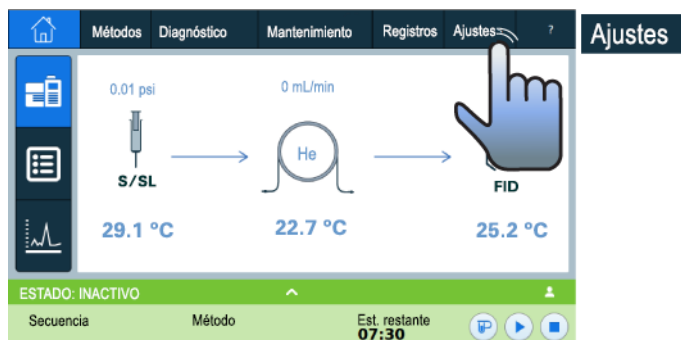 Métodos Diagnóstico Mantenimiento Registros Ajustes ?
Ajustes
0.01 psi 0 mL/min
He
S/SL
FID
29.1 °C 22.7 °C 25.2 °C
ESTADO: INACTIVO
Secuencia Método Est. restante
07:30